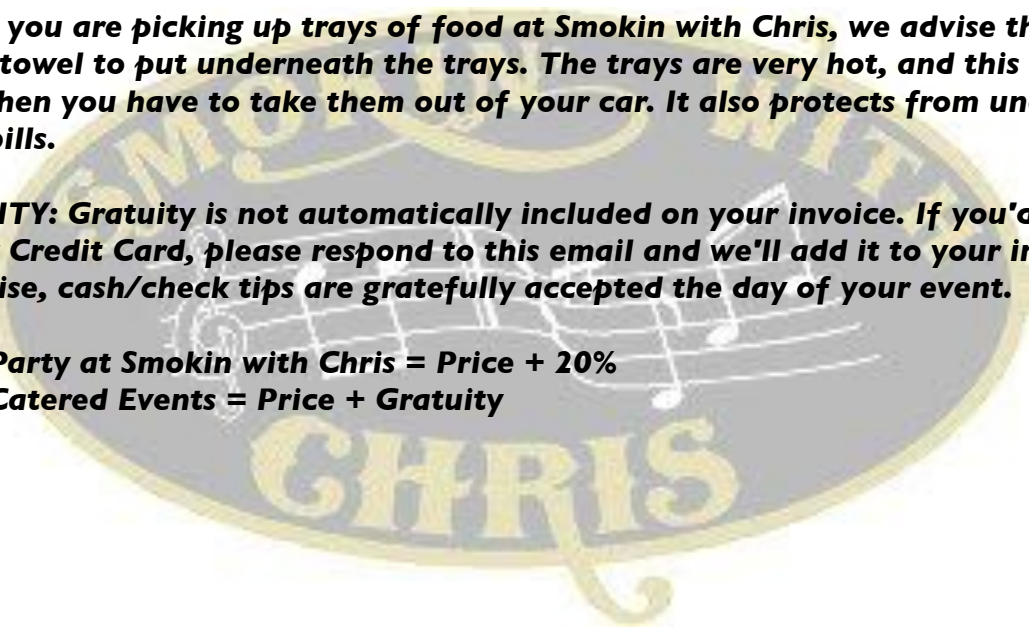 you are picking up trays of food at Smokin with Chris, we advise th
towel to put underneath the trays. The trays are very hot, and this
hen you have to take them out of your car. It also protects from un
ills.
ITY: Gratuity is not automatically included on your invoice. If you'd
Credit Card, please respond to this email and we'll add it to your in
ise, cash/check tips are gratefully accepted the day of your event.
Party at Smokin with Chris = Price + 20%
Catered Events = Price + Gratuity
SMOKIN' WITH
CHRIS